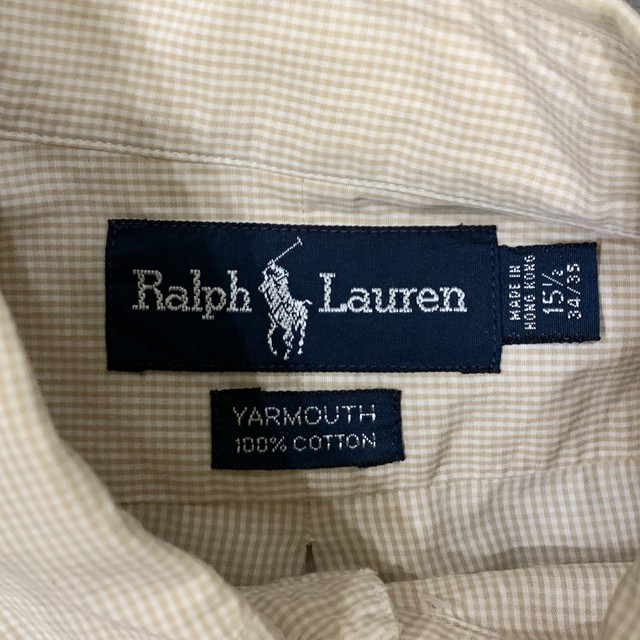 Ralph Lauren
MADE IN
HONG KONG
15½
34/35
YARMOUTH
100% COTTON